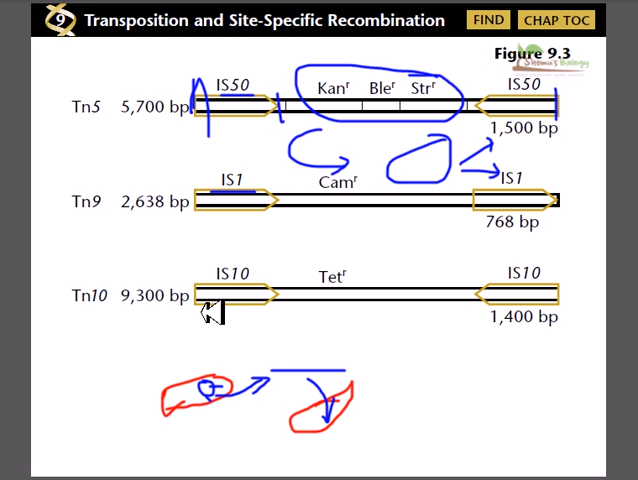 9 Transposition and Site-Specific Recombination FIND CHAP TOC
Figure 9.3
Shomu's Biology
IS50 Kanʳ Bleʳ Strʳ IS50
Tn5 5,700 bp
1,500 bp
IS1 Camʳ IS1
Tn9 2,638 bp
768 bp
IS10 Tetʳ IS10
Tn10 9,300 bp
1,400 bp